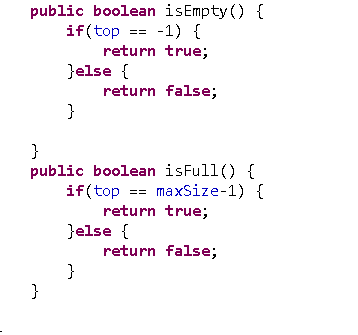 public boolean isEmpty() {
    if(top == -1) {
        return true;
    }else {
        return false;
    }

}
public boolean isFull() {
    if(top == maxSize-1) {
        return true;
    }else {
        return false;
    }
}